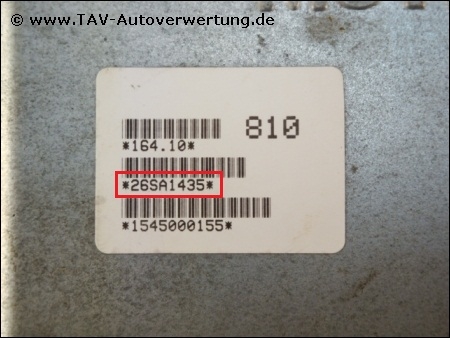 © www.TAV-Autoverwertung.de
810
*164.10*
*26SA1435*
*1545000155*